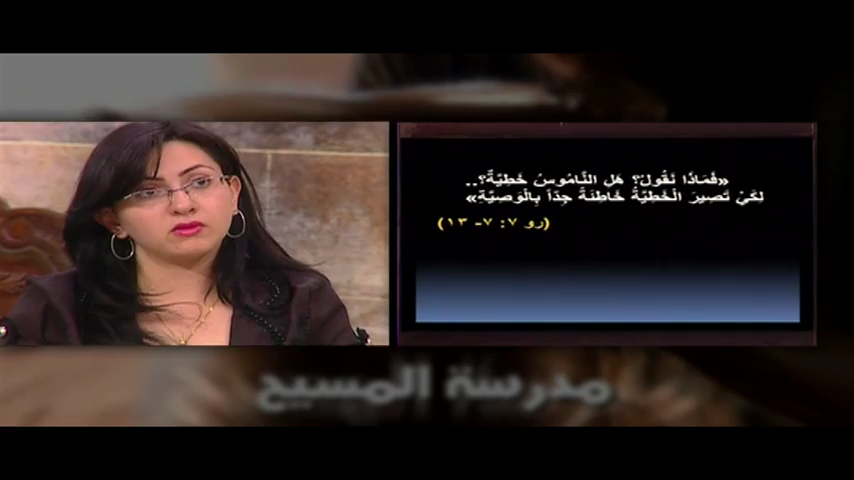 «فَمَاذَا نَقُولُ؟ هَلِ النَّامُوسُ خَطِيَّةٌ؟..
لِكَيْ تَصِيرَ الْخَطِيَّةُ خَاطِئَةً جِدّاً بِالْوَصِيَّةِ»
(رو ٧: ٧- ١٣)
مدرسة المسيح